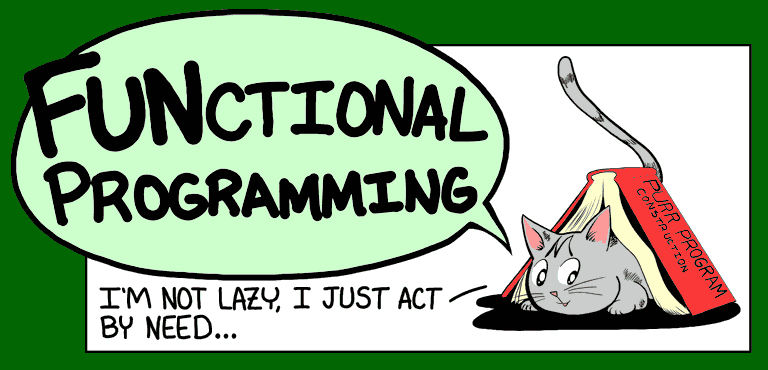 FUNCTIONAL
PROGRAMMING
I'M NOT LAZY, I JUST ACT
BY NEED...
PURR PROGRAM
CONSTRUCTION